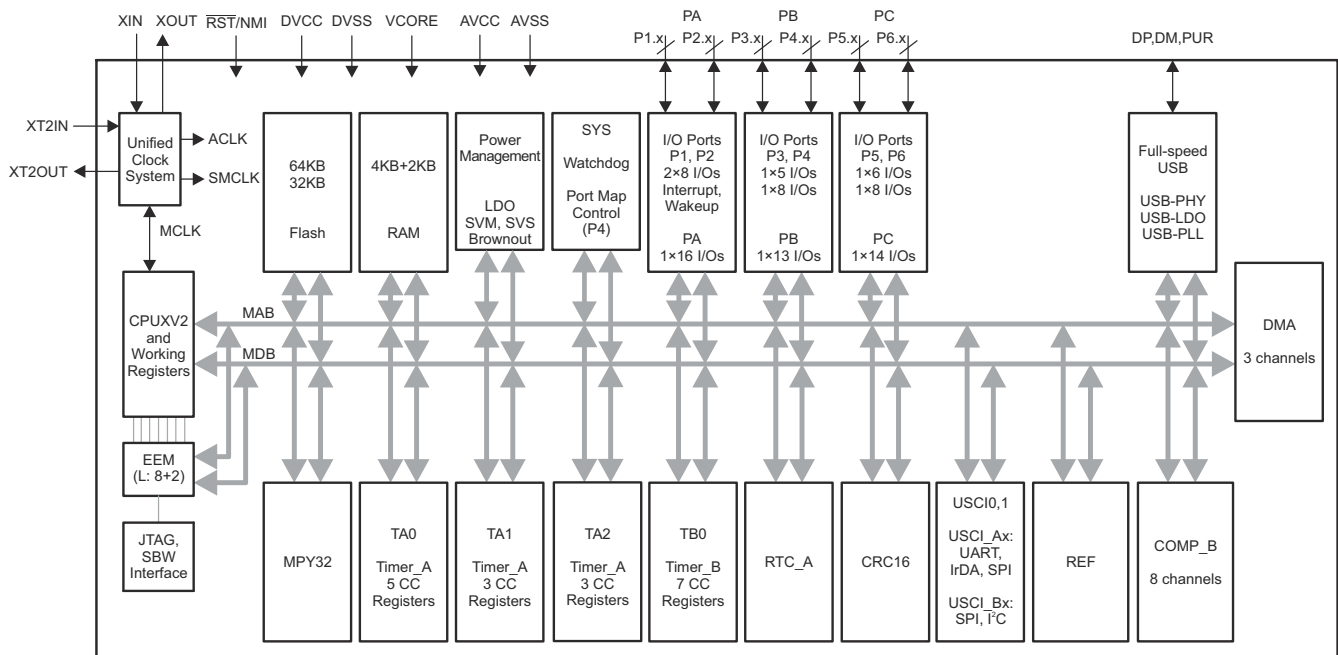 XIN XOUT RST/NMI DVCC DVSS VCORE AVCC AVSS
PA PB PC
P1.x P2.x P3.x P4.x P5.x P6.x
DP,DM,PUR
XT2IN
XT2OUT
Unified
Clock
System
ACLK
SMCLK
MCLK
64KB
32KB
Flash
4KB+2KB
RAM
Power
Management
LDO
SVM, SVS
Brownout
SYS
Watchdog
Port Map
Control
(P4)
I/O Ports
P1, P2
2×8 I/Os
Interrupt,
Wakeup
PA
1×16 I/Os
I/O Ports
P3, P4
1×5 I/Os
1×8 I/Os
PB
1×13 I/Os
I/O Ports
P5, P6
1×6 I/Os
1×8 I/Os
PC
1×14 I/Os
Full-speed
USB
USB-PHY
USB-LDO
USB-PLL
CPUXV2
and
Working
Registers
MAB
MDB
DMA
3 channels
EEM
(L: 8+2)
JTAG,
SBW
Interface
MPY32
TA0
Timer_A
5 CC
Registers
TA1
Timer_A
3 CC
Registers
TA2
Timer_A
3 CC
Registers
TB0
Timer_B
7 CC
Registers
RTC_A
CRC16
USCI0,1
USCI_Ax:
UART,
IrDA, SPI
USCI_Bx:
SPI, I²C
REF
COMP_B
8 channels